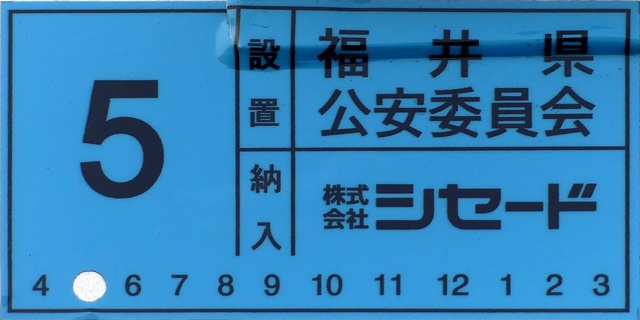 5
設置
福井県
公安委員会
納入
株式
会社
シセード
4 6 7 8 9 10 11 12 1 2 3